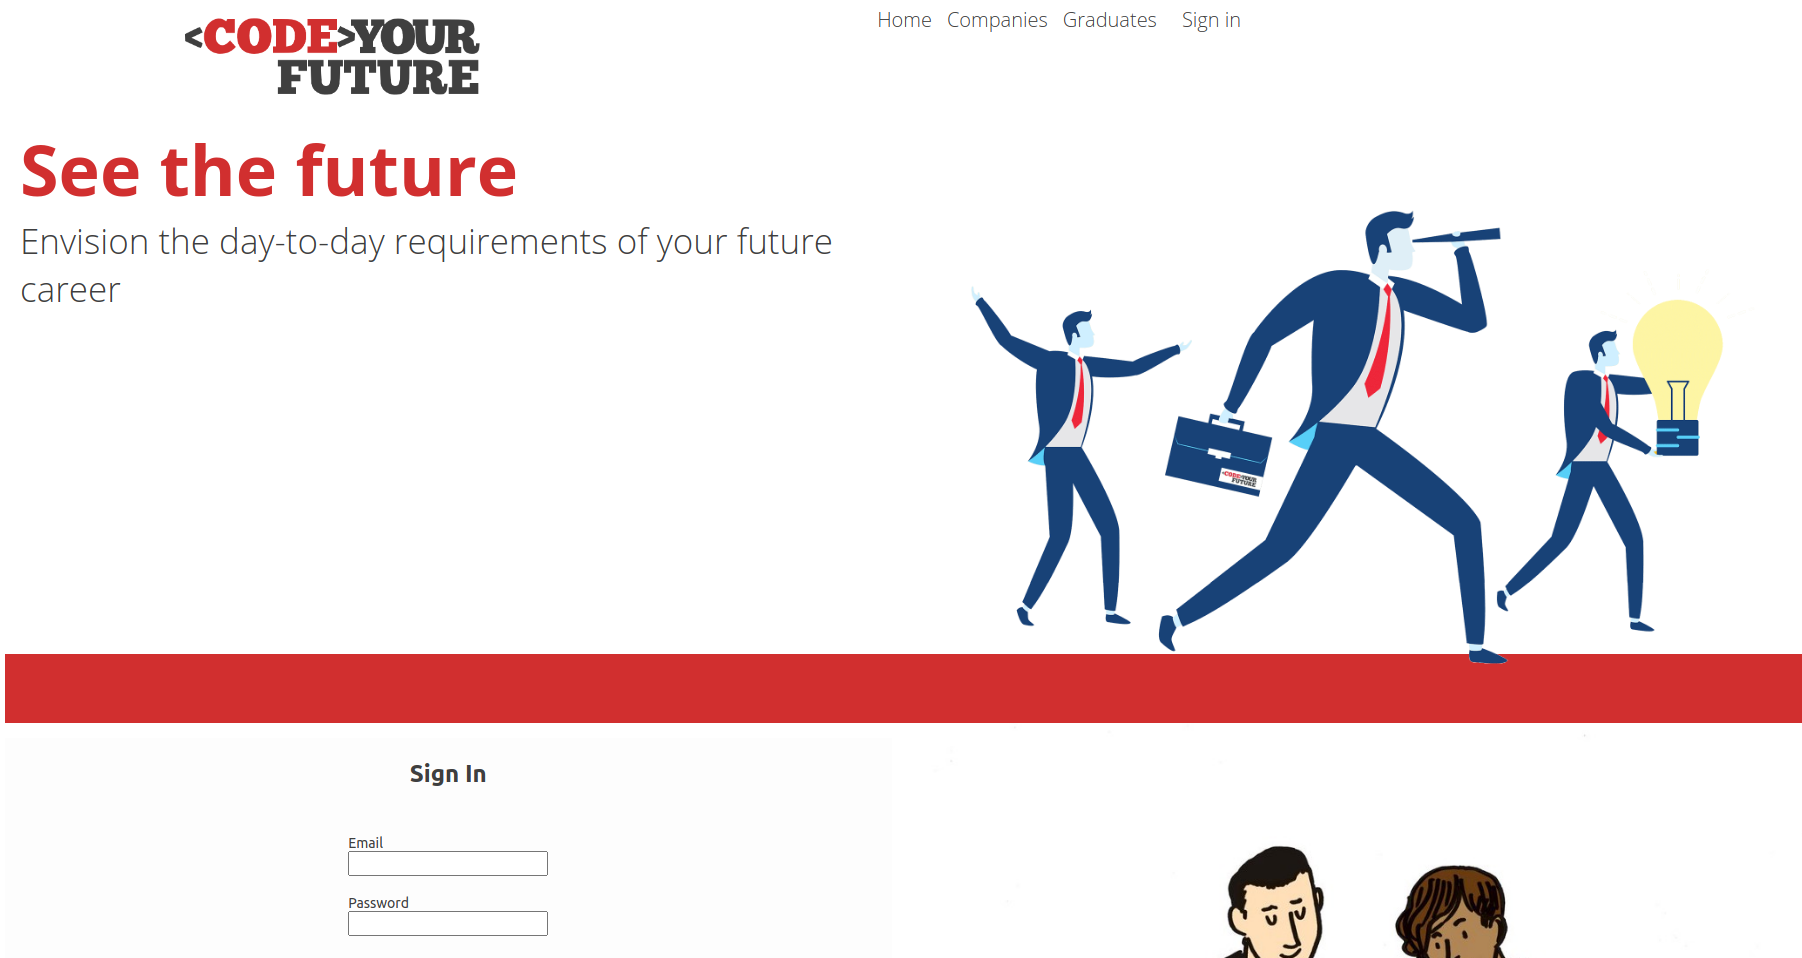 <CODE>YOUR
FUTURE
Home Companies Graduates Sign in
See the future
Envision the day-to-day requirements of your future
career
<CODE>YOUR
FUTURE
Sign In
Email
Password